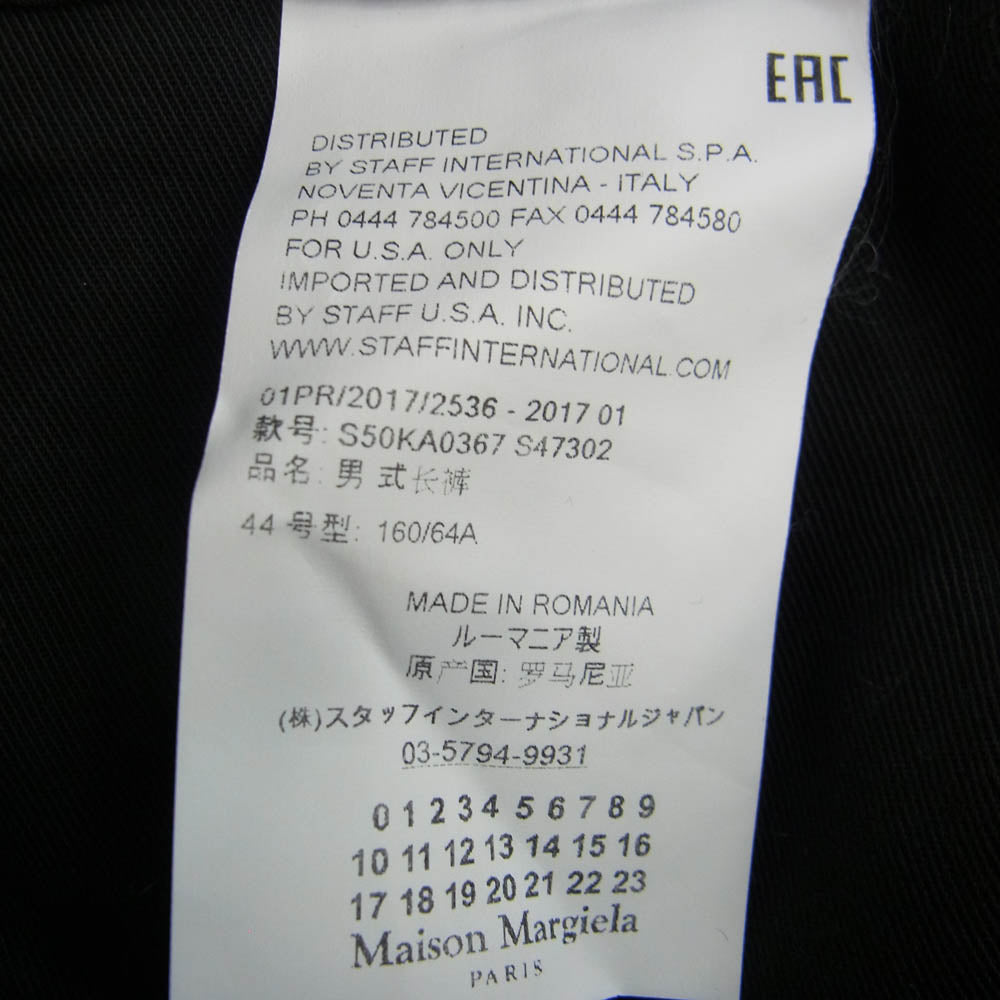 EAC
DISTRIBUTED
BY STAFF INTERNATIONAL S.P.A.
NOVENTA VICENTINA - ITALY
PH 0444 784500 FAX 0444 784580
FOR U.S.A. ONLY
IMPORTED AND DISTRIBUTED
BY STAFF U.S.A. INC.
WWW.STAFFINTERNATIONAL.COM
01PR/2017/2536 - 2017 01
款号: S50KA0367 S47302
品名: 男式长裤
44 号型: 160/64A
MADE IN ROMANIA
ルーマニア製
原产国: 罗马尼亚
(株)スタッフインターナショナルジャパン
03-5794-9931
0 1 2 3 4 5 6 7 8 9
10 11 12 13 14 15 16
17 18 19 20 21 22 23
Maison Margiela
PARIS